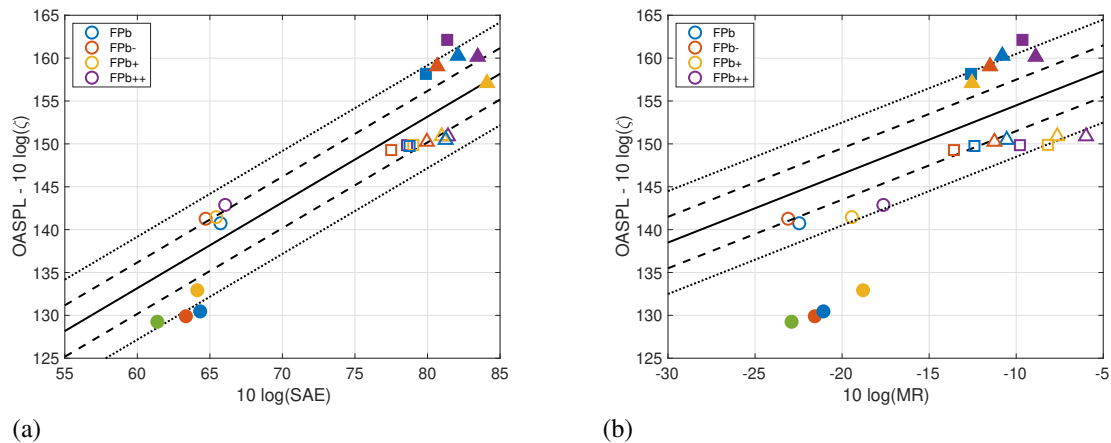 165
160
155
150
145
140
135
130
125
OASPL - 10 log(ζ)
55 60 65 70 75 80 85
10 log(SAE)
FPb
FPb-
FPb+
FPb++
(a)
165
160
155
150
145
140
135
130
125
OASPL - 10 log(ζ)
-30 -25 -20 -15 -10 -5
10 log(MR)
FPb
FPb-
FPb+
FPb++
(b)